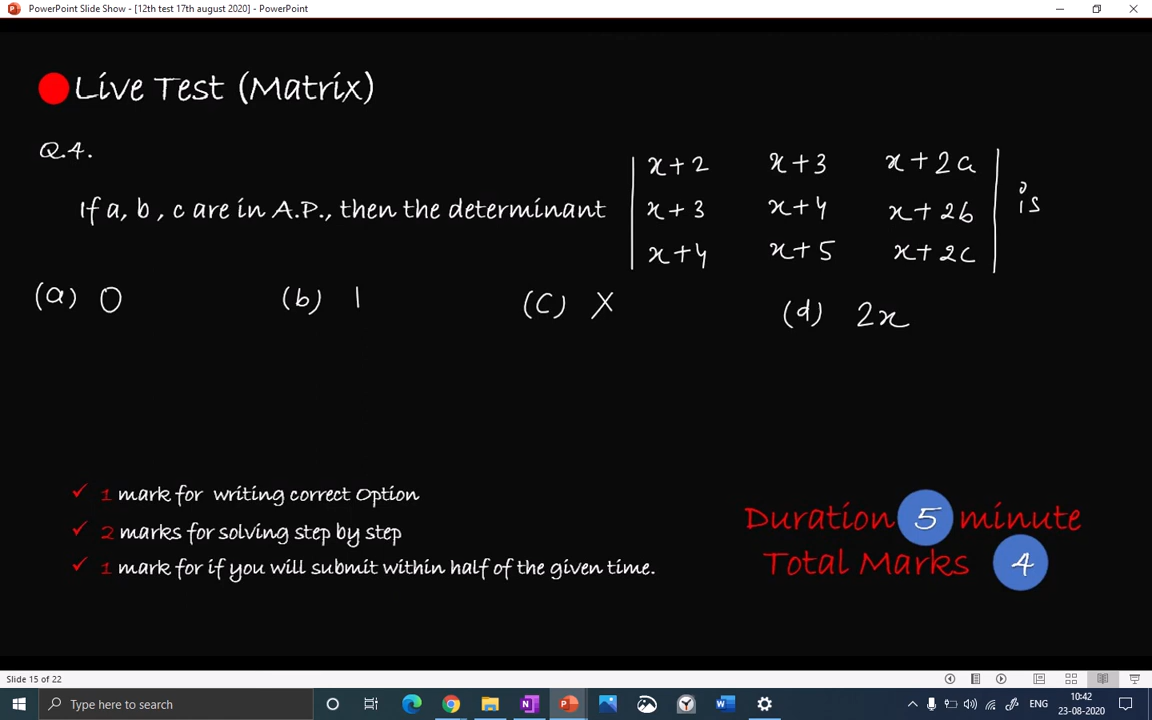 PowerPoint Slide Show - [12th test 17th august 2020] - PowerPoint
Live Test (Matrix)
Q.4.
x+2 x+3 x+2a
If a, b , c are in A.P., then the determinant x+3 x+4 x+2b is
x+4 x+5 x+2c
(a) 0 (b) 1 (C) X (d) 2x
✓ 1 mark for writing correct Option
✓ 2 marks for solving step by step
✓ 1 mark for if you will submit within half of the given time.
Duration 5 minute
Total Marks 4
Slide 15 of 22
Type here to search
ENG
10:42
23-08-2020